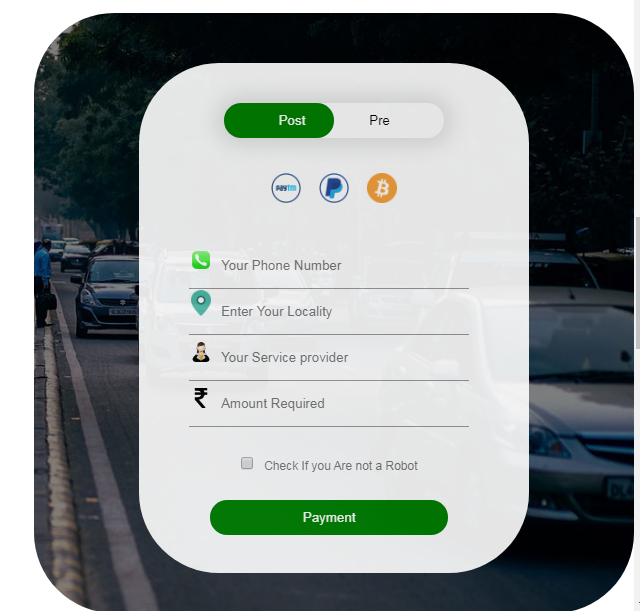 Post Pre
Paytm
Your Phone Number
Enter Your Locality
Your Service provider
₹ Amount Required
Check If you Are not a Robot
Payment